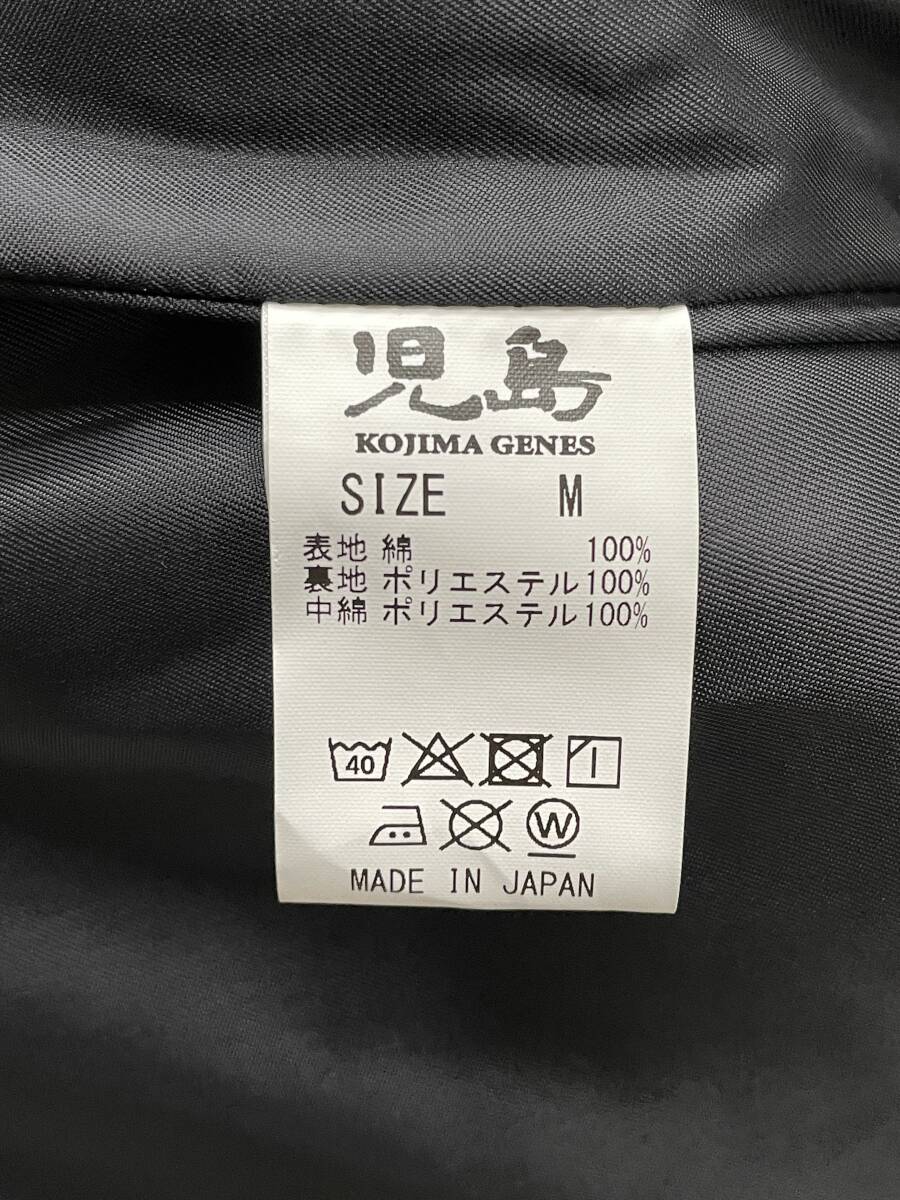 児島
KOJIMA GENES
SIZE M
表地 綿 100%
裏地 ポリエステル100%
中綿 ポリエステル100%
40
W
MADE IN JAPAN